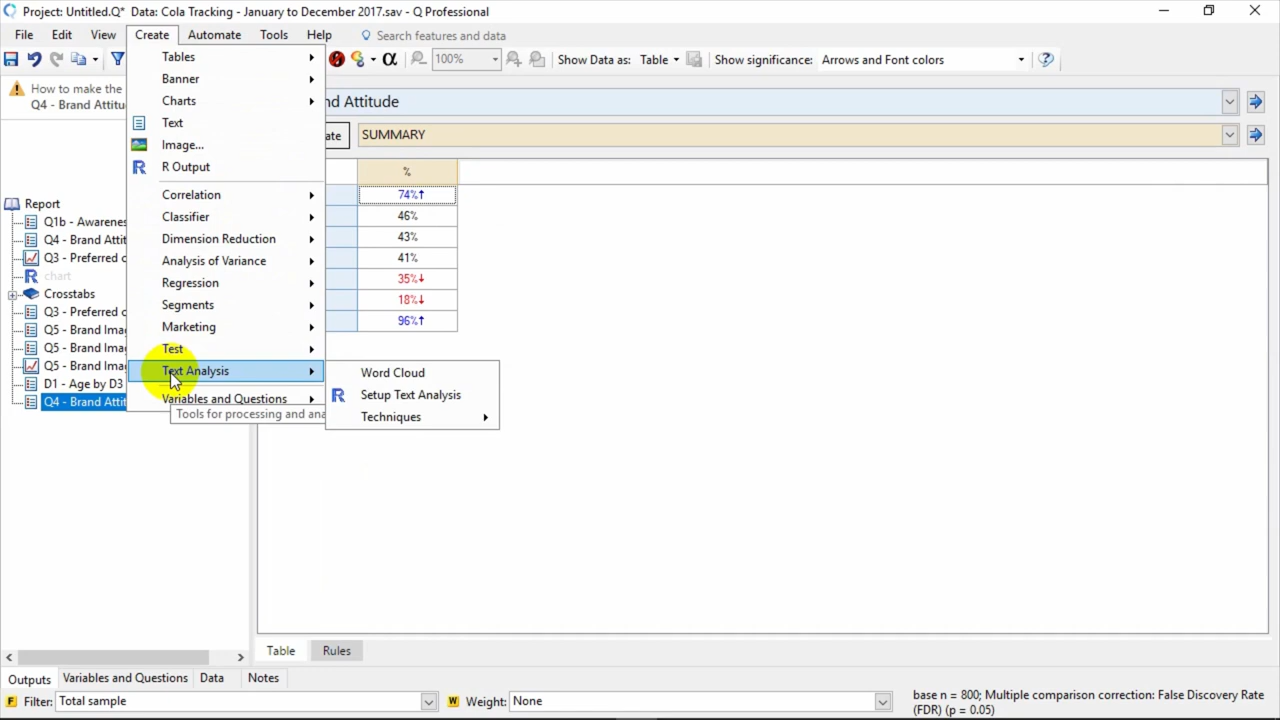 Project: Untitled.Q* Data: Cola Tracking - January to December 2017.sav - Q Professional
File Edit View Create Automate Tools Help Search features and data
100% Show Data as: Table Show significance: Arrows and Font colors
How to make the
Q4 - Brand Attitu
nd Attitude
ate SUMMARY
Tables
Banner
Charts
Text
Image...
R Output
Correlation
Classifier
Dimension Reduction
Analysis of Variance
Regression
Segments
Marketing
Test
Text Analysis
Variables and Questions
Tools for processing and ana
Word Cloud
Setup Text Analysis
Techniques
Report
Q1b - Awarenes
Q4 - Brand Attit
Q3 - Preferred c
chart
Crosstabs
Q3 - Preferred c
Q5 - Brand Imag
Q5 - Brand Imag
Q5 - Brand Imag
D1 - Age by D3
Q4 - Brand Attit
%
74%↑
46%
43%
41%
35%↓
18%↓
96%↑
Table Rules
Outputs Variables and Questions Data Notes
F Filter: Total sample W Weight: None
base n = 800; Multiple comparison correction: False Discovery Rate
(FDR) (p = 0.05)